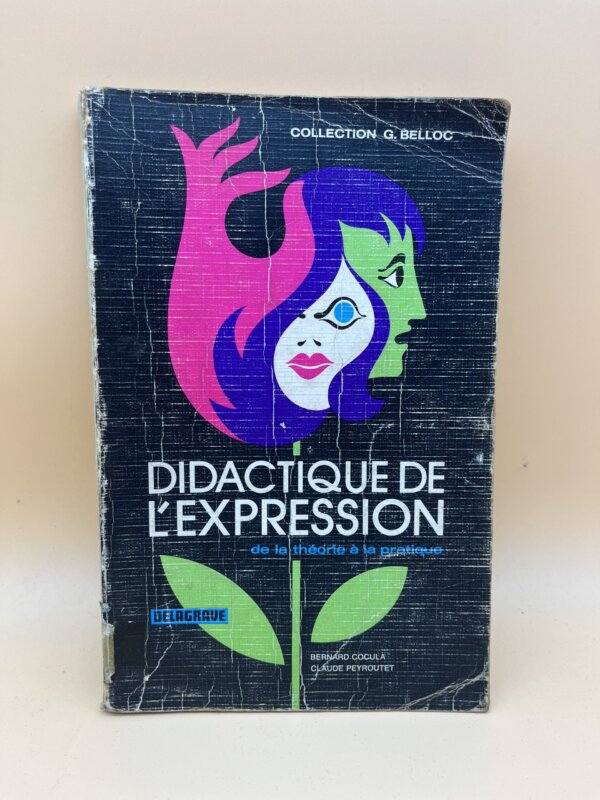 COLLECTION G. BELLOC
DIDACTIQUE DE
L'EXPRESSION
de la théorie à la pratique
DELAGRAVE
BERNARD COCULA
CLAUDE PEYROUTET